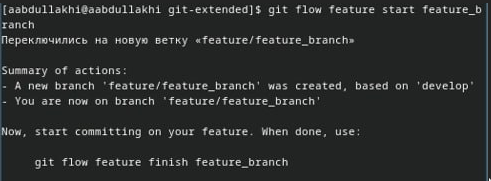 [aabdullakhi@aabdullakhi git-extended]$ git flow feature start feature_b
ranch
Переключились на новую ветку «feature/feature_branch»
Summary of actions:
- A new branch 'feature/feature_branch' was created, based on 'develop'
- You are now on branch 'feature/feature_branch'
Now, start committing on your feature. When done, use:
git flow feature finish feature_branch